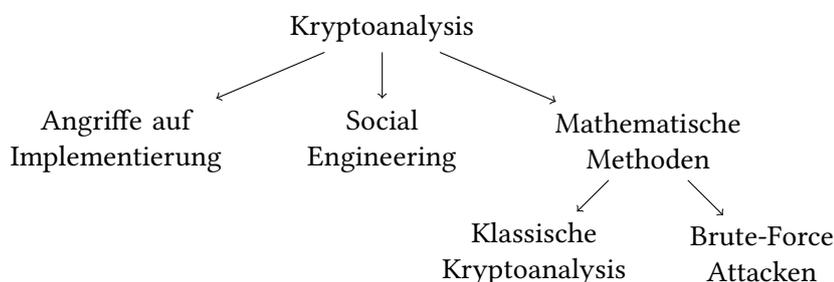 Kryptoanalysis
Angriffe auf
Implementierung
Social
Engineering
Mathematische
Methoden
Klassische
Kryptoanalysis
Brute-Force
Attacken